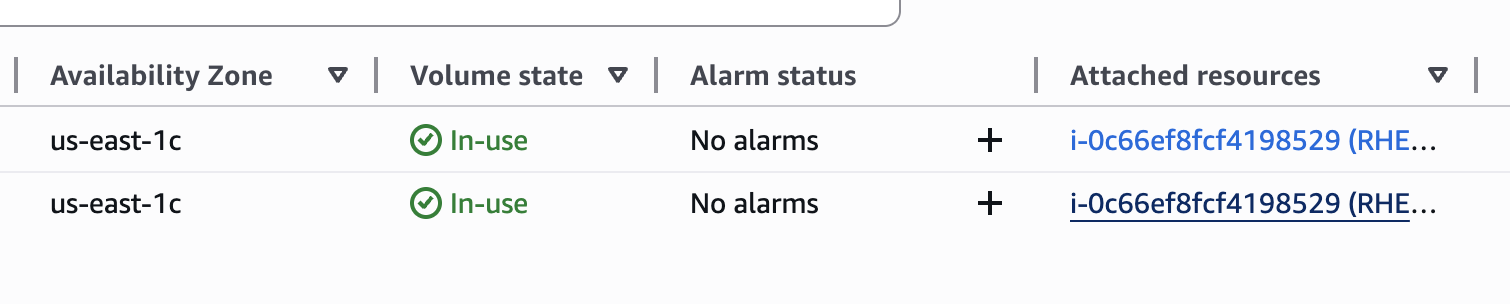 Availability Zone Volume state Alarm status Attached resources
us-east-1c In-use No alarms i-0c66ef8fcf4198529 (RHE...
us-east-1c In-use No alarms i-0c66ef8fcf4198529 (RHE...